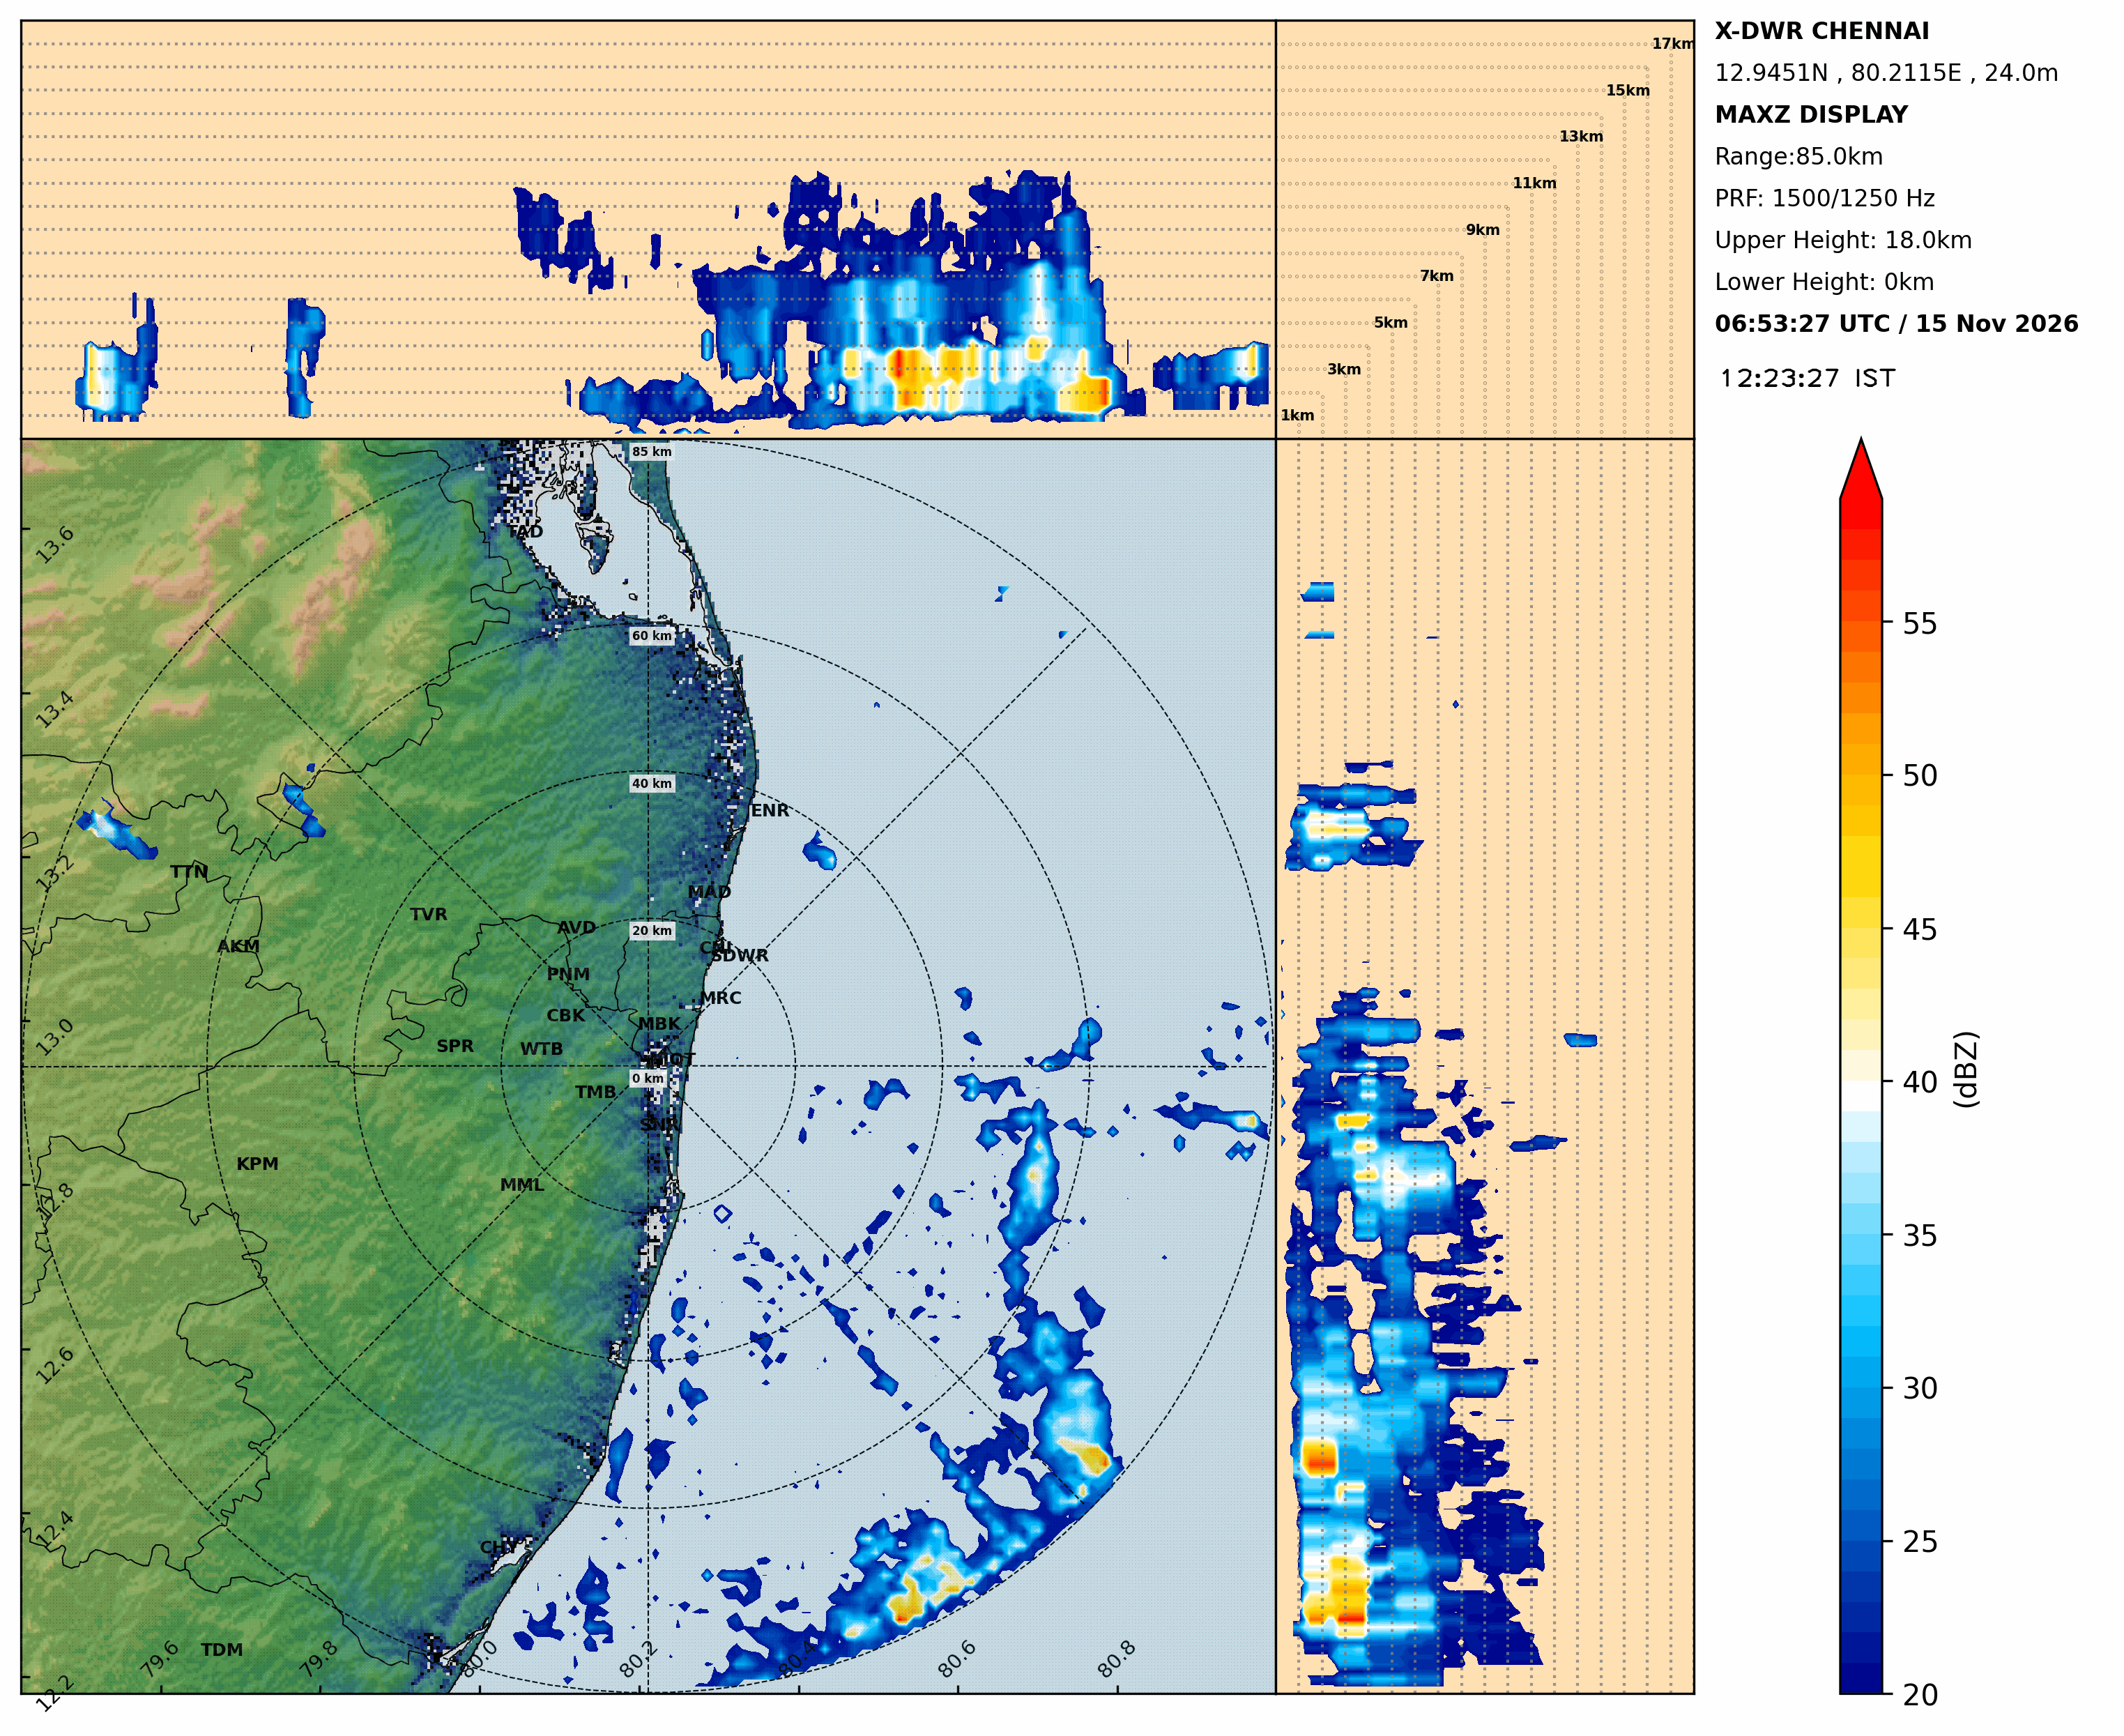 X-DWR CHENNAI
12.9451N , 80.2115E , 24.0m
MAXZ DISPLAY
Range:85.0km
PRF: 1500/1250 Hz
Upper Height: 18.0km
Lower Height: 0km
06:53:27 UTC / 15 Nov 2026
12:23:27 IST
17km
15km
13km
11km
9km
7km
5km
3km
1km
85 km
60 km
40 km
20 km
0 km
TAD
ENR
TTN
MAD
TVR
AVD
AKM
SDWR
PNM
MRC
CBK
MBK
SPR
WTB
TMB
SNR
KPM
MML
CHY
TDM
13.6
13.4
13.2
13.0
12.8
12.6
12.4
12.2
79.6
79.8
80.0
80.2
80.4
80.6
80.8
55
50
45
40
35
30
25
20
(dBZ)